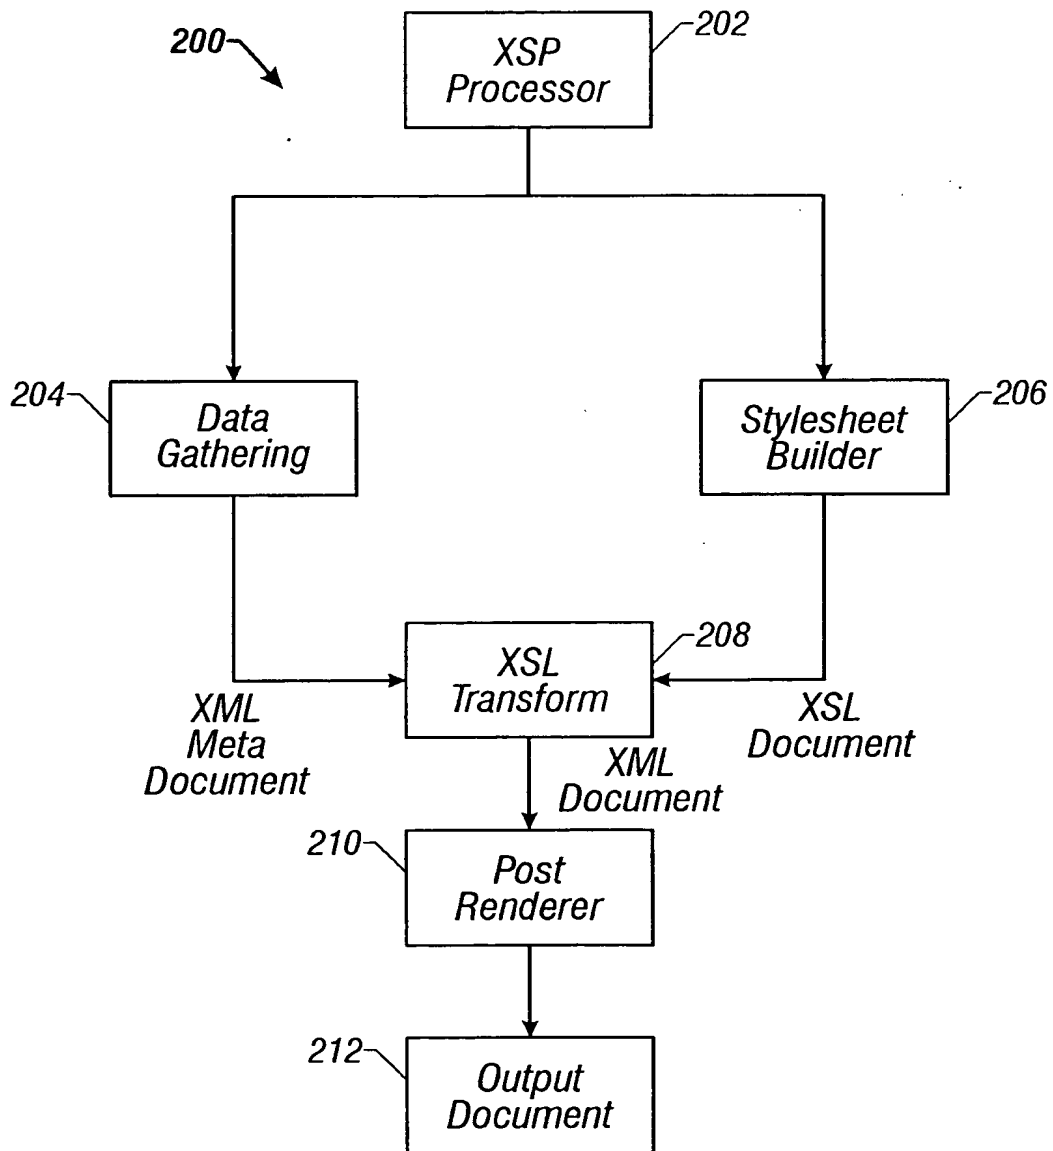 200
XSP
Processor
202
204
Data
Gathering
Stylesheet
Builder
206
XSL
Transform
208
XML
Meta
Document
XSL
Document
XML
Document
210
Post
Renderer
212
Output
Document